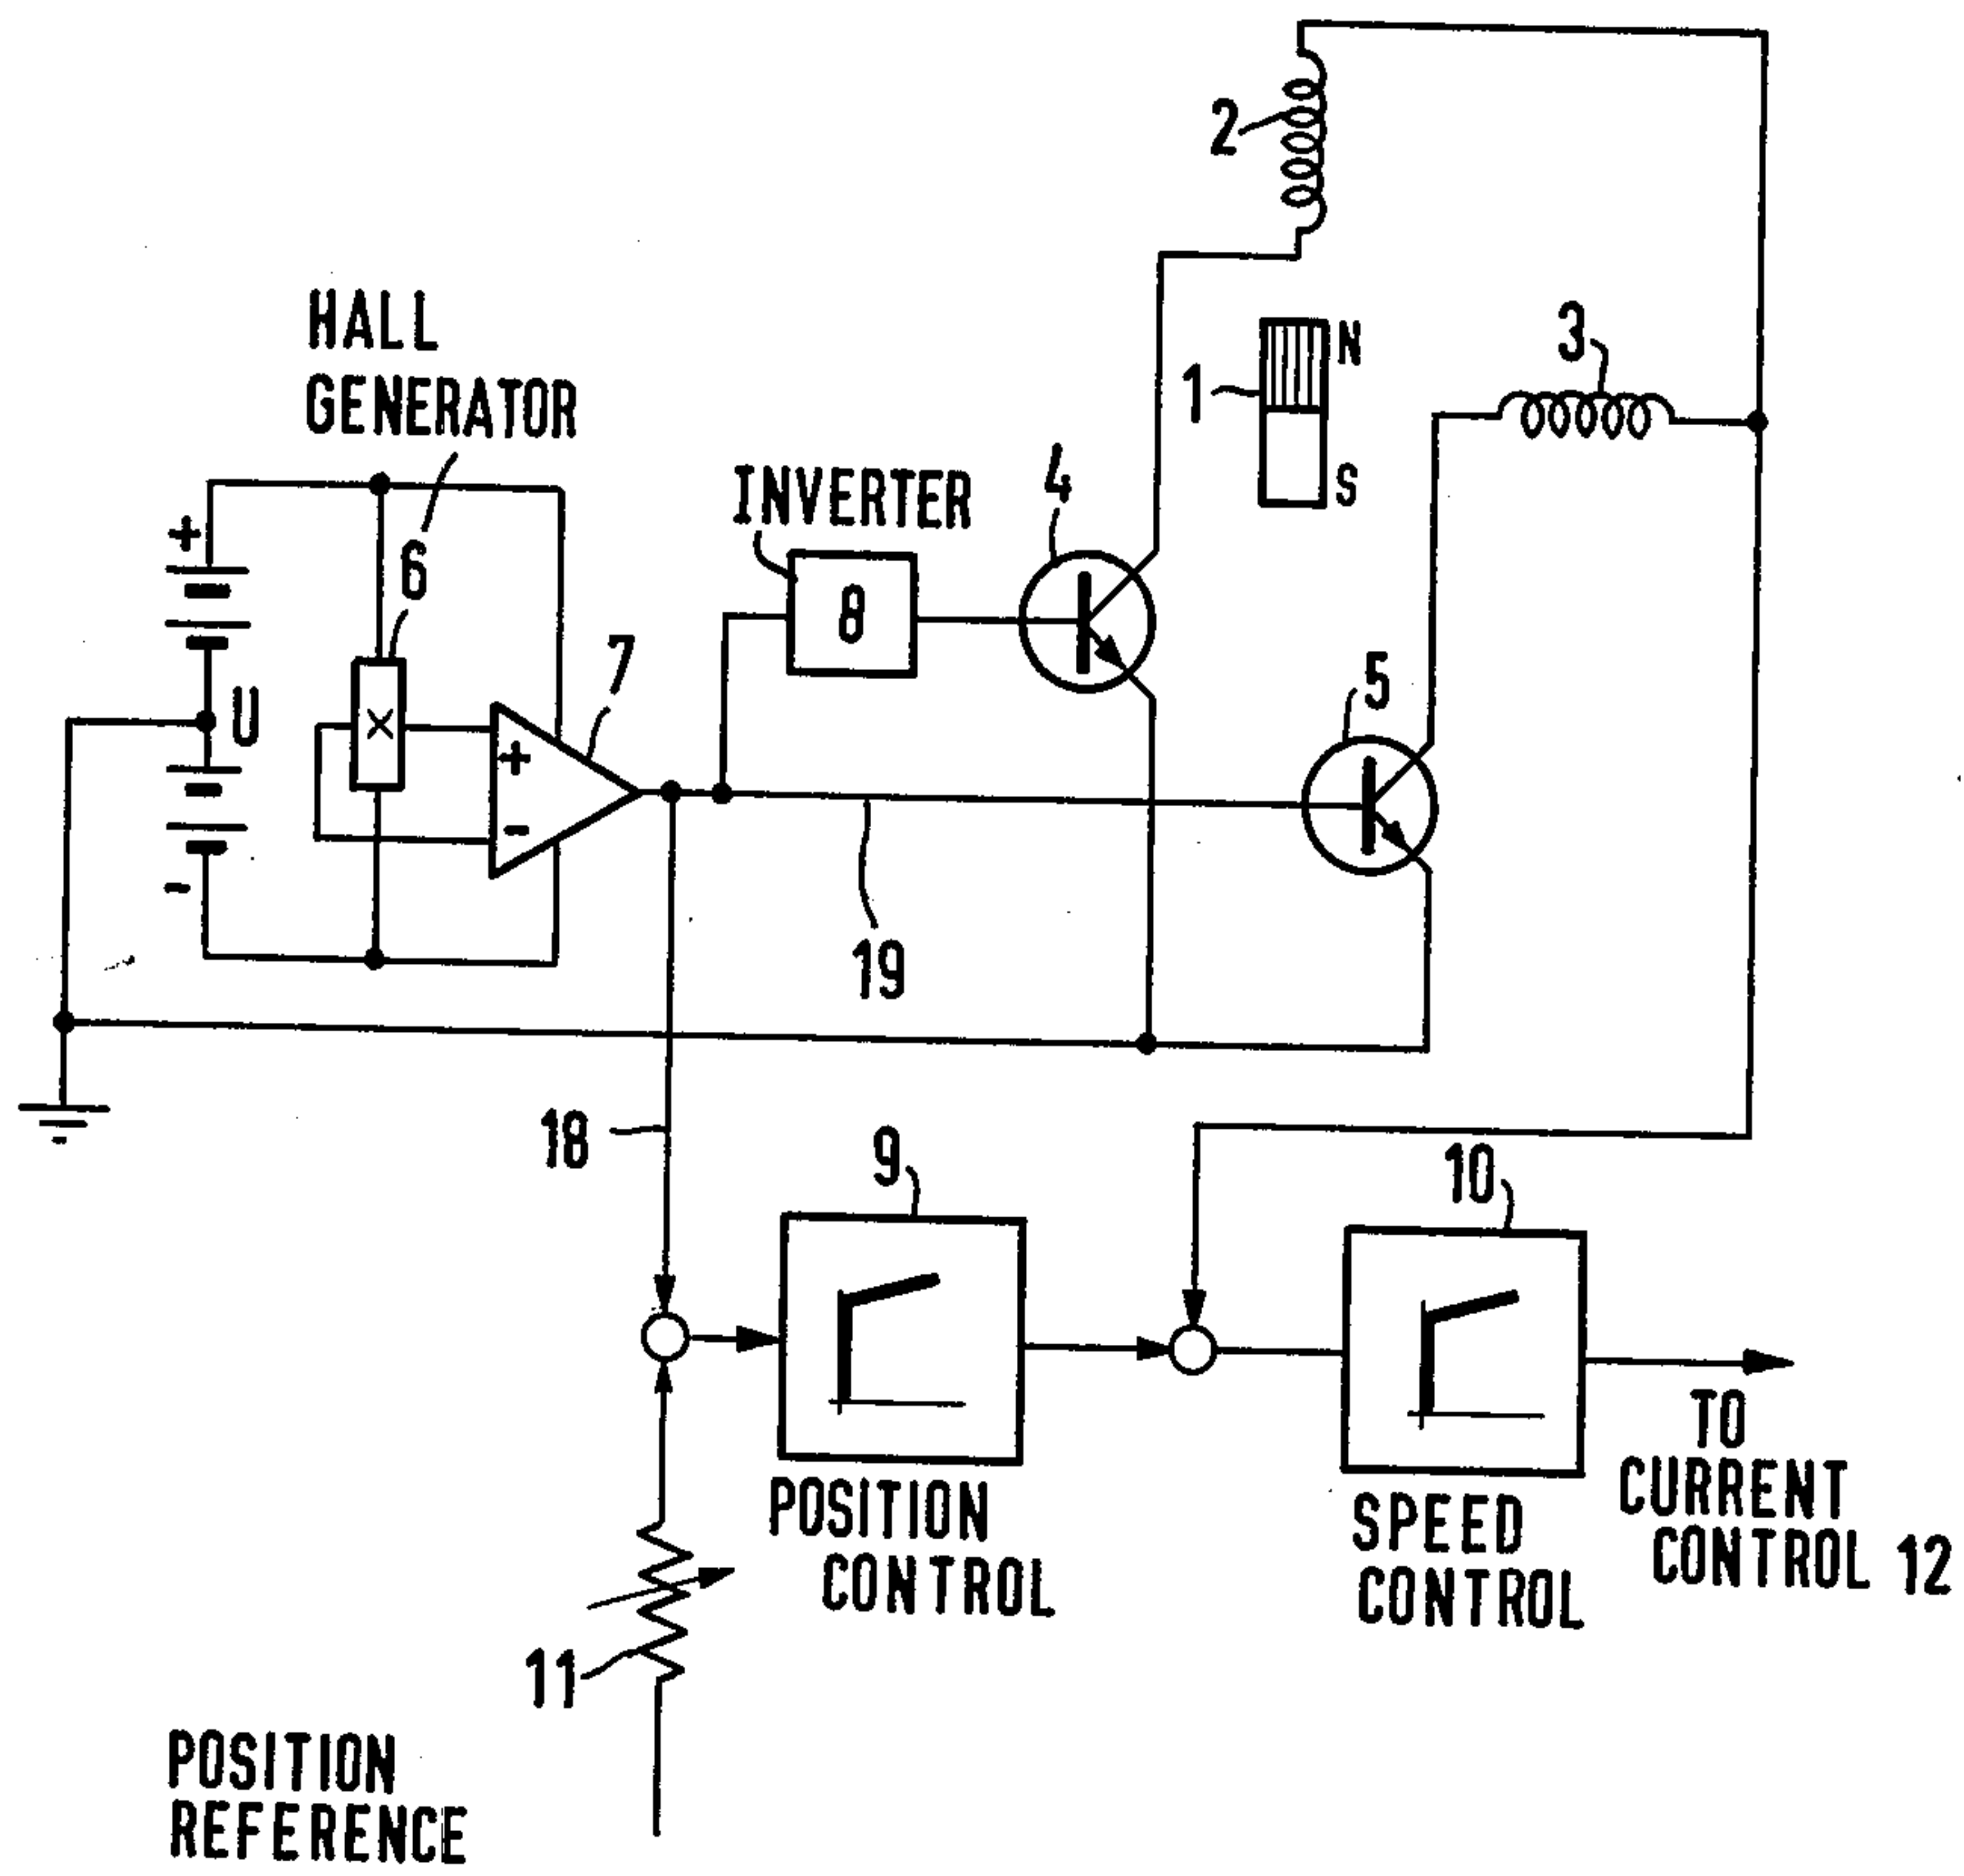 2
HALL
GENERATOR
3
N
1
S
INVERTER
4
+
6
8
7
5
U
+
-
-
19
18
9
10
POSITION
CONTROL
SPEED
CONTROL
TO
CURRENT
CONTROL 12
11
POSITION
REFERENCE